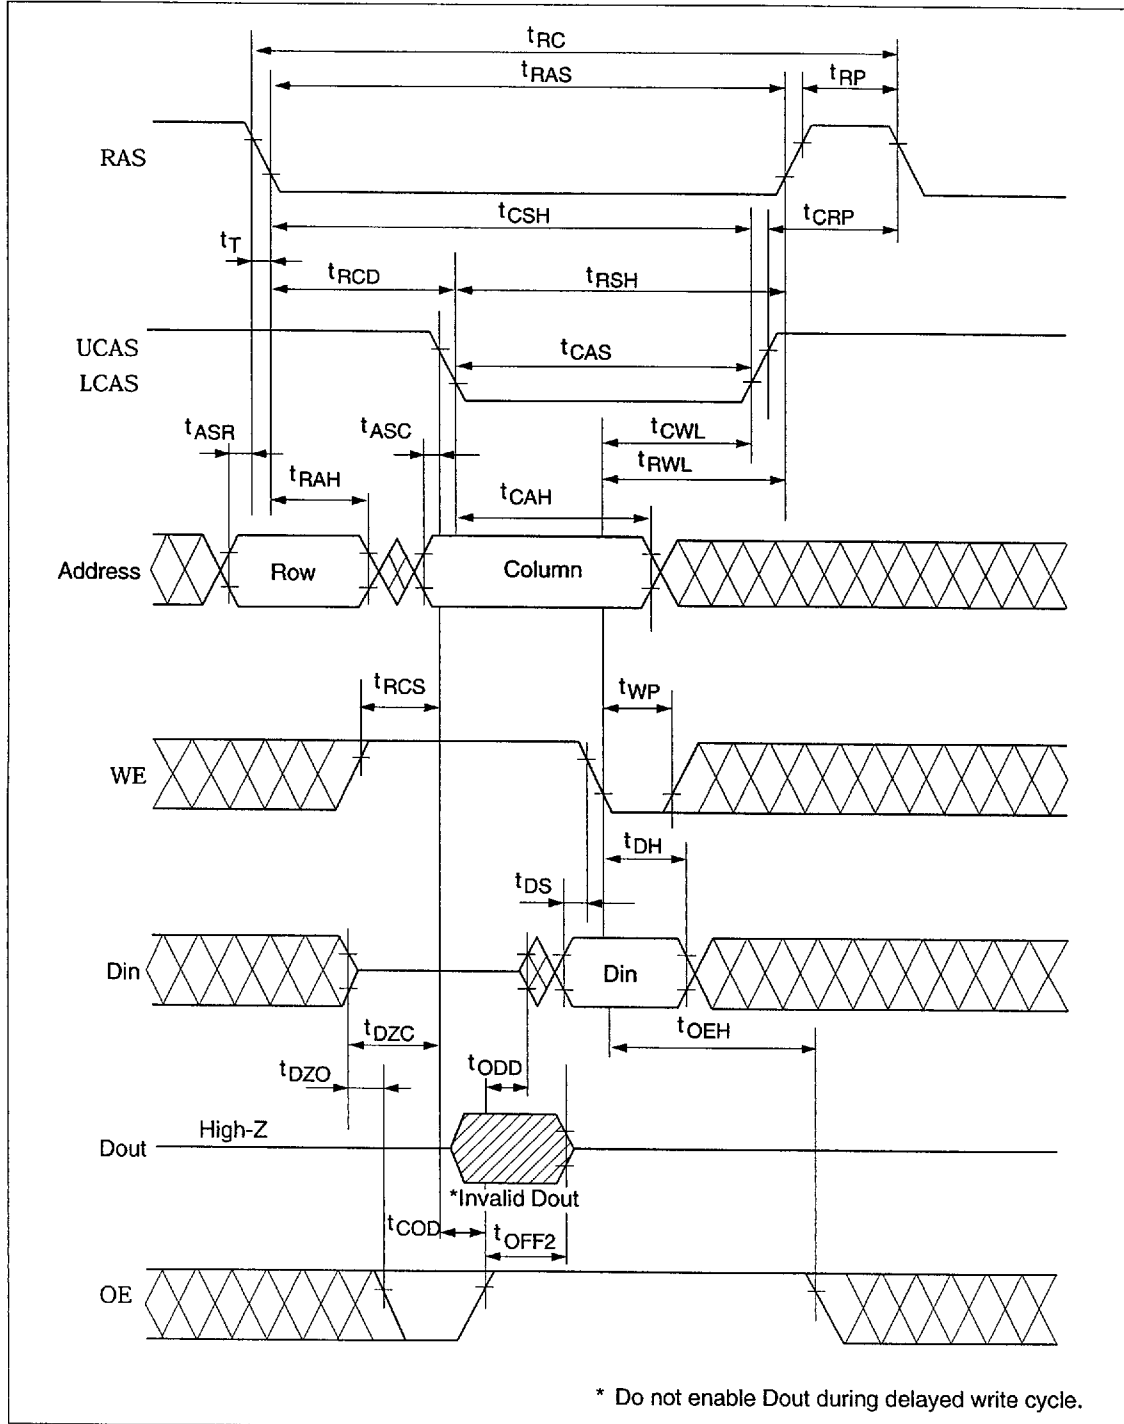 tRC
tRAS
tRP
RAS
tCSH
tCRP
tT
tRCD
tRSH
UCAS
LCAS
tCAS
tASR
tASC
tCWL
tRAH
tRWL
tCAH
Address
Row
Column
tRCS
tWP
WE
tDH
tDS
Din
Din
tDZC
tOEH
tDZO
tODD
High-Z
Dout
*Invalid Dout
tCOD
tOFF2
OE
* Do not enable Dout during delayed write cycle.